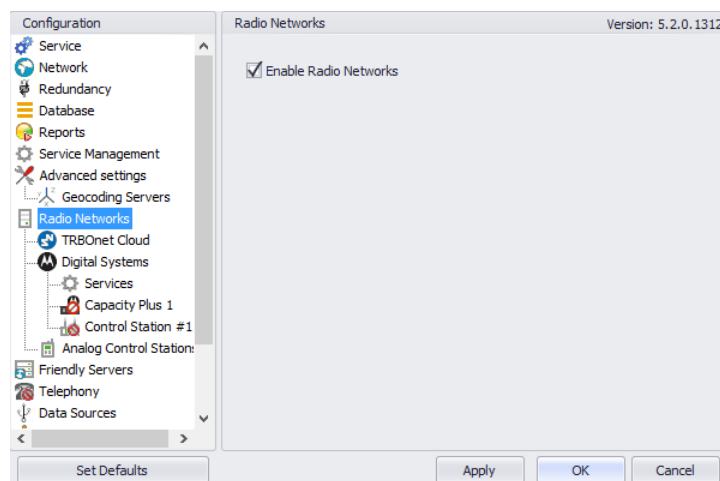 Configuration
Service
Network
Redundancy
Database
Reports
Service Management
Advanced settings
Geocoding Servers
Radio Networks
TRBOnet Cloud
Digital Systems
Services
Capacity Plus 1
Control Station #1
Analog Control Stations
Friendly Servers
Telephony
Data Sources
Set Defaults
Radio Networks Version: 5.2.0.1312
Enable Radio Networks
Apply OK Cancel